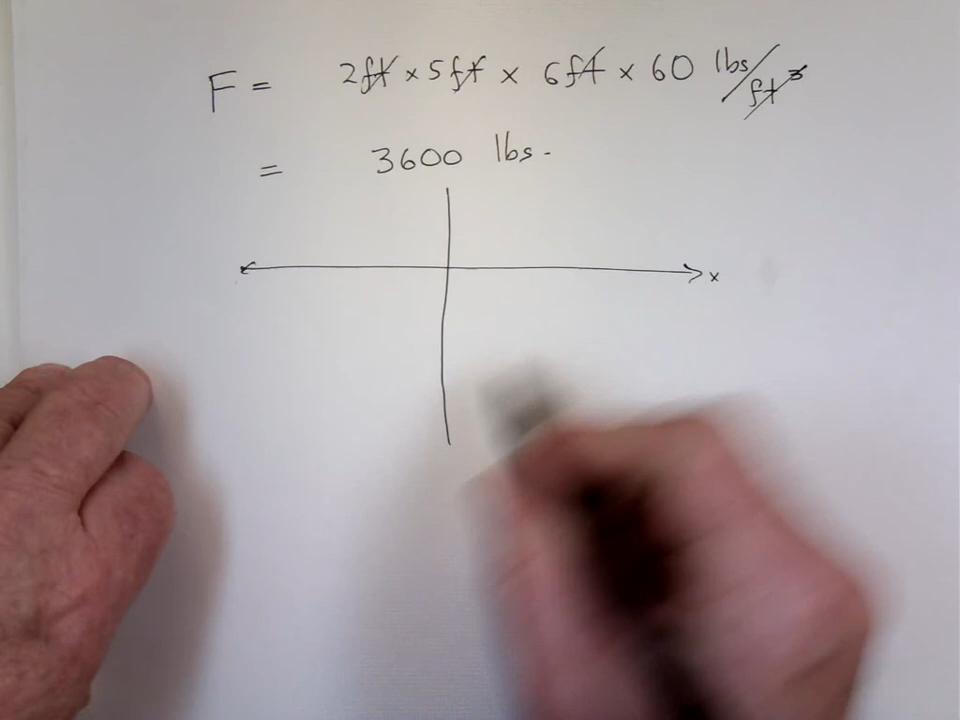 F = 2ft × 5ft × 6ft × 60 lbs/ft³
= 3600 lbs.
x